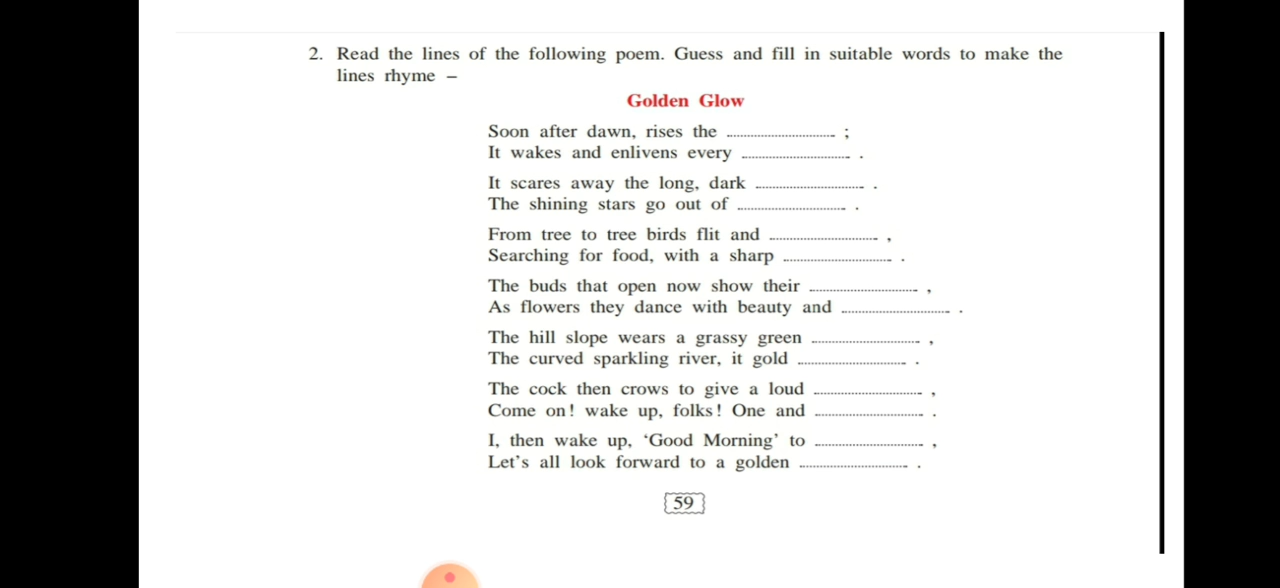 2. Read the lines of the following poem. Guess and fill in suitable words to make the
lines rhyme –
Golden Glow
Soon after dawn, rises the .............................. ;
It wakes and enlivens every .............................. .
It scares away the long, dark .............................. .
The shining stars go out of .............................. .
From tree to tree birds flit and .............................. ,
Searching for food, with a sharp .............................. .
The buds that open now show their .............................. ,
As flowers they dance with beauty and .............................. .
The hill slope wears a grassy green .............................. ,
The curved sparkling river, it gold .............................. .
The cock then crows to give a loud .............................. ,
Come on! wake up, folks! One and .............................. .
I, then wake up, ‘Good Morning’ to .............................. ,
Let’s all look forward to a golden .............................. .
59